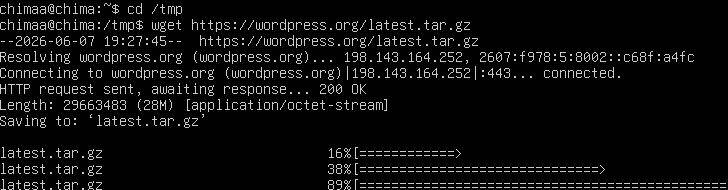 chimaa@chima:~$ cd /tmp
chimaa@chima:/tmp$ wget https://wordpress.org/latest.tar.gz
--2026-06-07 19:27:45--  https://wordpress.org/latest.tar.gz
Resolving wordpress.org (wordpress.org)... 198.143.164.252, 2607:f978:5:8002::c68f:a4fc
Connecting to wordpress.org (wordpress.org)|198.143.164.252|:443... connected.
HTTP request sent, awaiting response... 200 OK
Length: 29663483 (28M) [application/octet-stream]
Saving to: ‘latest.tar.gz’
latest.tar.gz 16%[============>
latest.tar.gz 38%[==============================>
latest.tar.gz 89%[===============================================